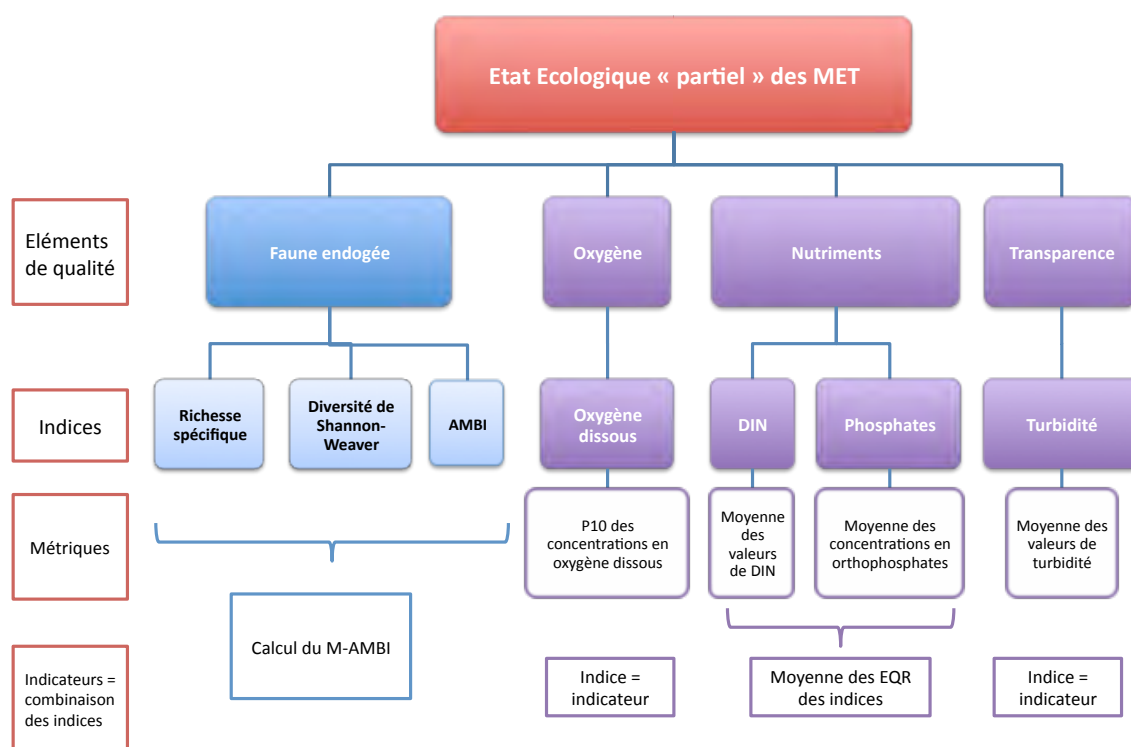 Etat Ecologique « partiel » des MET
Eléments
de qualité
Faune endogée
Oxygène
Nutriments
Transparence
Indices
Richesse
spécifique
Diversité de
Shannon-
Weaver
AMBI
Oxygène
dissous
DIN
Phosphates
Turbidité
Métriques
P10 des
concentrations en
oxygène dissous
Moyenne
des
valeurs
de DIN
Moyenne des
concentrations en
orthophosphates
Moyenne des
valeurs de
turbidité
Indicateurs =
combinaison
des indices
Calcul du M-AMBI
Indice =
indicateur
Moyenne des EQR
des indices
Indice =
indicateur